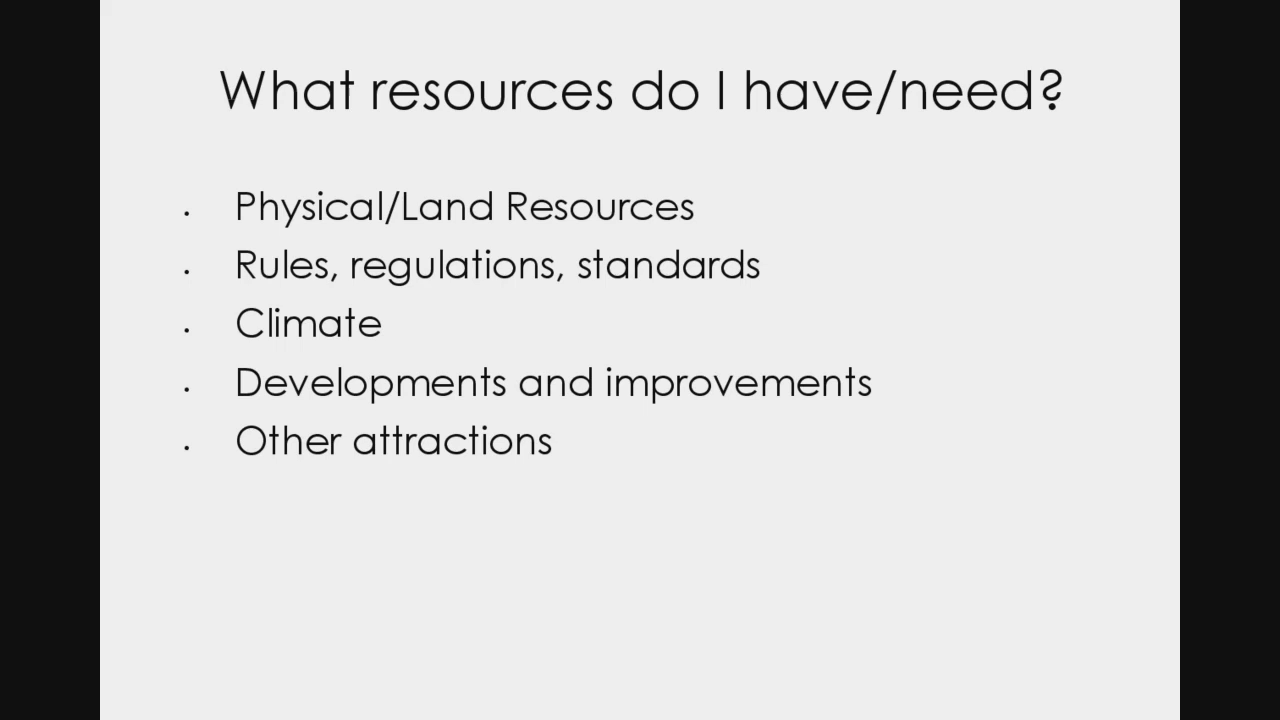 What resources do I have/need?
· Physical/Land Resources
· Rules, regulations, standards
· Climate
· Developments and improvements
· Other attractions